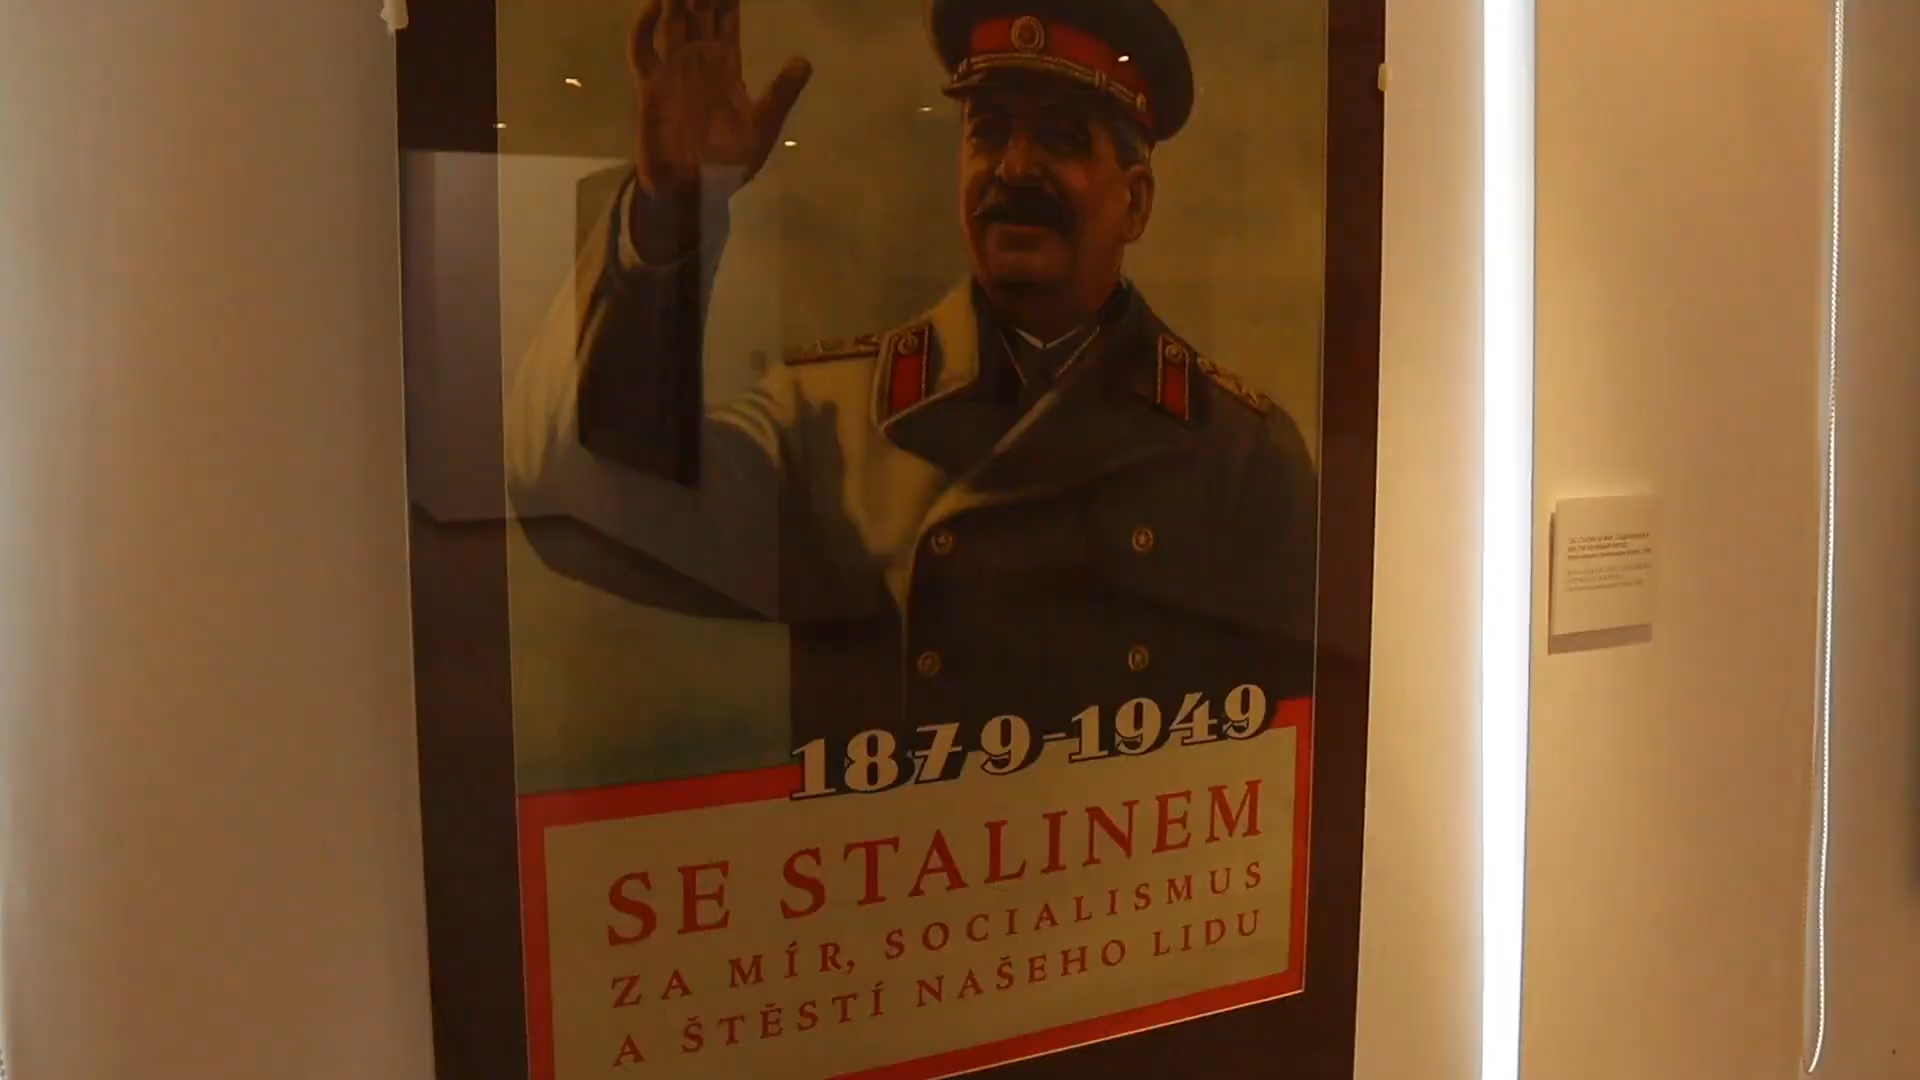 1879-1949
SE STALINEM
ZA MÍR, SOCIALISMUS
A ŠTĚSTÍ NAŠEHO LIDU